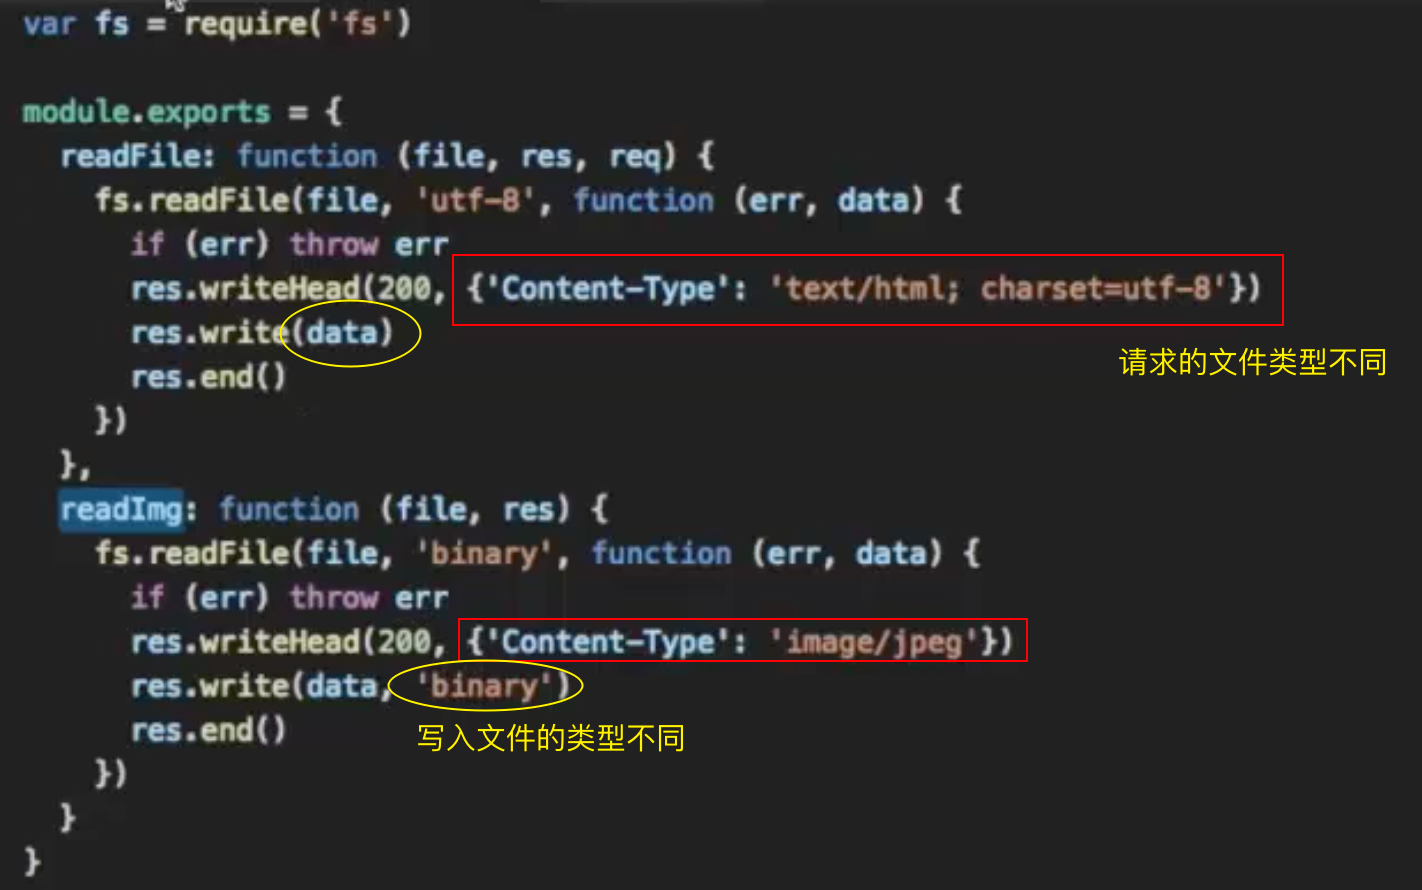 var fs = require('fs')
module.exports = {
readFile: function (file, res, req) {
fs.readFile(file, 'utf-8', function (err, data) {
if (err) throw err
res.writeHead(200, {'Content-Type': 'text/html; charset=utf-8'})
res.write(data)
请求的文件类型不同
res.end()
})
},
readImg: function (file, res) {
fs.readFile(file, 'binary', function (err, data) {
if (err) throw err
res.writeHead(200, {'Content-Type': 'image/jpeg'})
res.write(data, 'binary')
res.end()
写入文件的类型不同
})
}
}